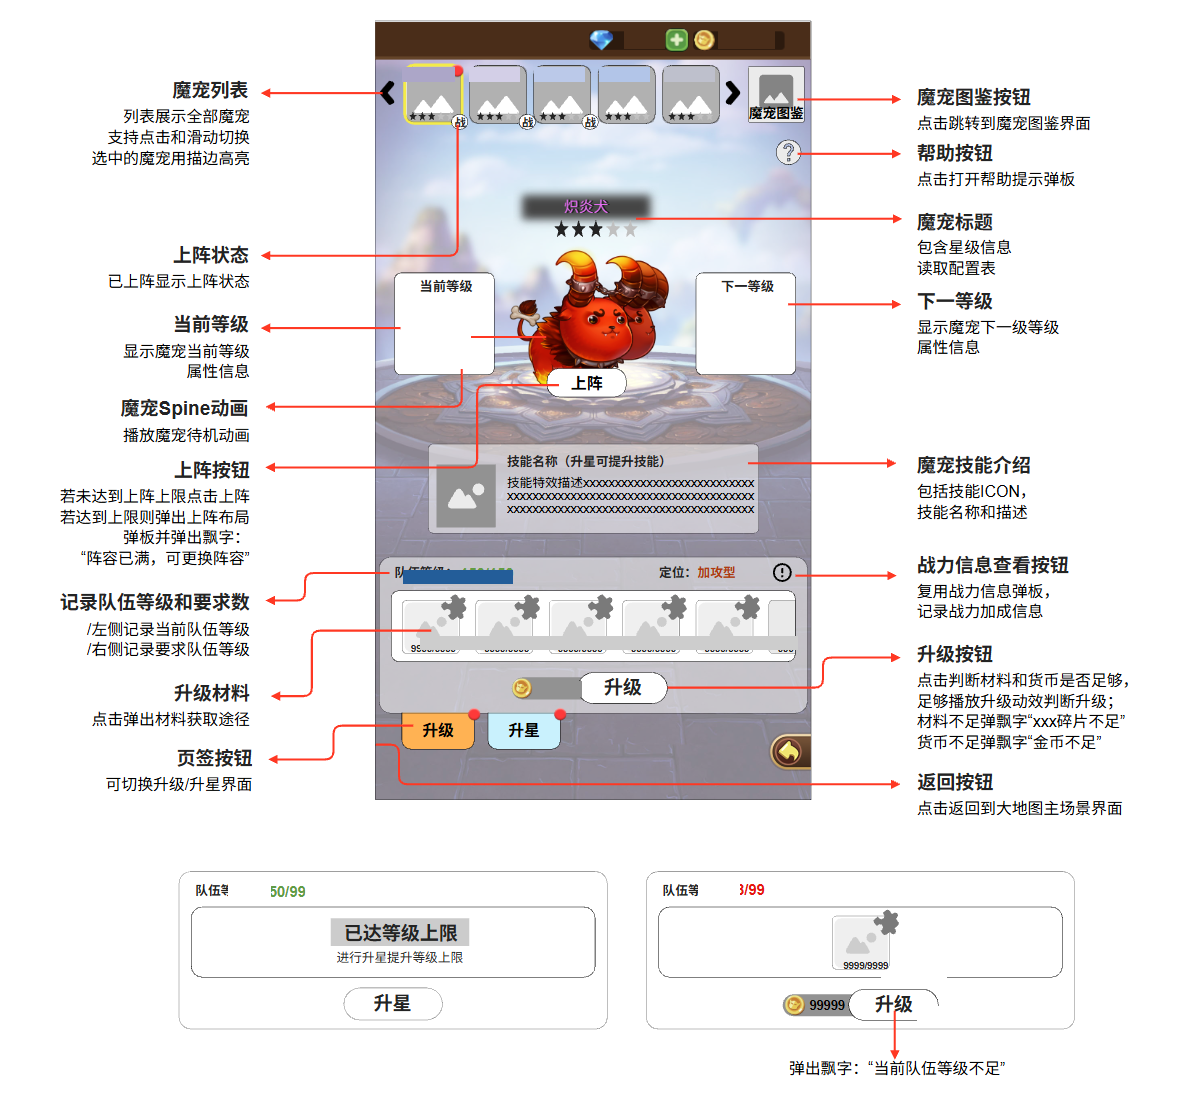 魔宠列表
列表展示全部魔宠
支持点击和滑动切换
选中的魔宠用描边高亮
上阵状态
已上阵显示上阵状态
当前等级
显示魔宠当前等级
属性信息
魔宠Spine动画
播放魔宠待机动画
上阵按钮
若未达到上阵上限点击上阵
若达到上限则弹出上阵布局
弹板并弹出飘字：
“阵容已满，可更换阵容”
记录队伍等级和要求数
/左侧记录当前队伍等级
/右侧记录要求队伍等级
升级材料
点击弹出材料获取途径
页签按钮
可切换升级/升星界面
战
战
战
魔宠图鉴
?
炽炎犬
当前等级
下一等级
上阵
技能名称（升星可提升技能）
技能特效描述xxxxxxxxxxxxxxxxxxxxxxxxxx
xxxxxxxxxxxxxxxxxxxxxxxxxxxxxxxxxxxxxx
xxxxxxxxxxxxxxxxxxxxxxxxxxxxxxxxxxxxxx
定位：加攻型
升级
升级
升星
魔宠图鉴按钮
点击跳转到魔宠图鉴界面
帮助按钮
点击打开帮助提示弹板
魔宠标题
包含星级信息
读取配置表
下一等级
显示魔宠下一级等级
属性信息
魔宠技能介绍
包括技能ICON，
技能名称和描述
战力信息查看按钮
复用战力信息弹板，
记录战力加成信息
升级按钮
点击判断材料和货币是否足够，
足够播放升级动效判断升级；
材料不足弹飘字“xxx碎片不足”
货币不足弹飘字“金币不足”
返回按钮
点击返回到大地图主场景界面
队伍 50/99
已达等级上限
进行升星提升等级上限
升星
队伍 /99
9999/9999
99999 升级
弹出飘字：“当前队伍等级不足”